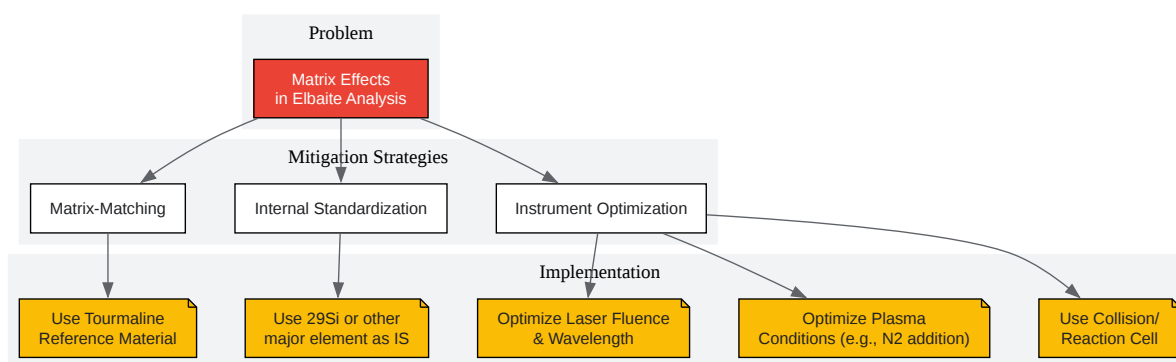 Problem
Matrix Effects
in Elbaite Analysis
Mitigation Strategies
Matrix-Matching
Internal Standardization
Instrument Optimization
Implementation
Use Tourmaline
Reference Material
Use 29Si or other
major element as IS
Optimize Laser Fluence
& Wavelength
Optimize Plasma
Conditions (e.g., N2 addition)
Use Collision/
Reaction Cell